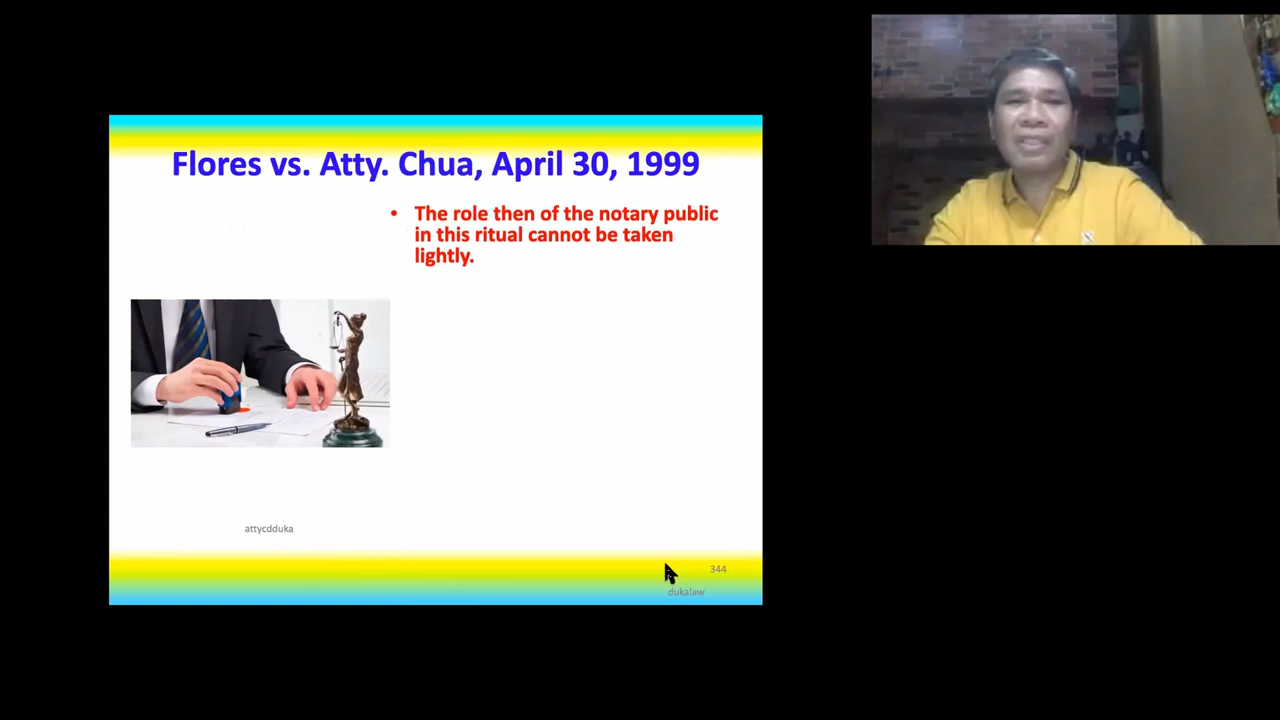 Flores vs. Atty. Chua, April 30, 1999
• The role then of the notary public
in this ritual cannot be taken
lightly.
attycdduka
344
dukalaw